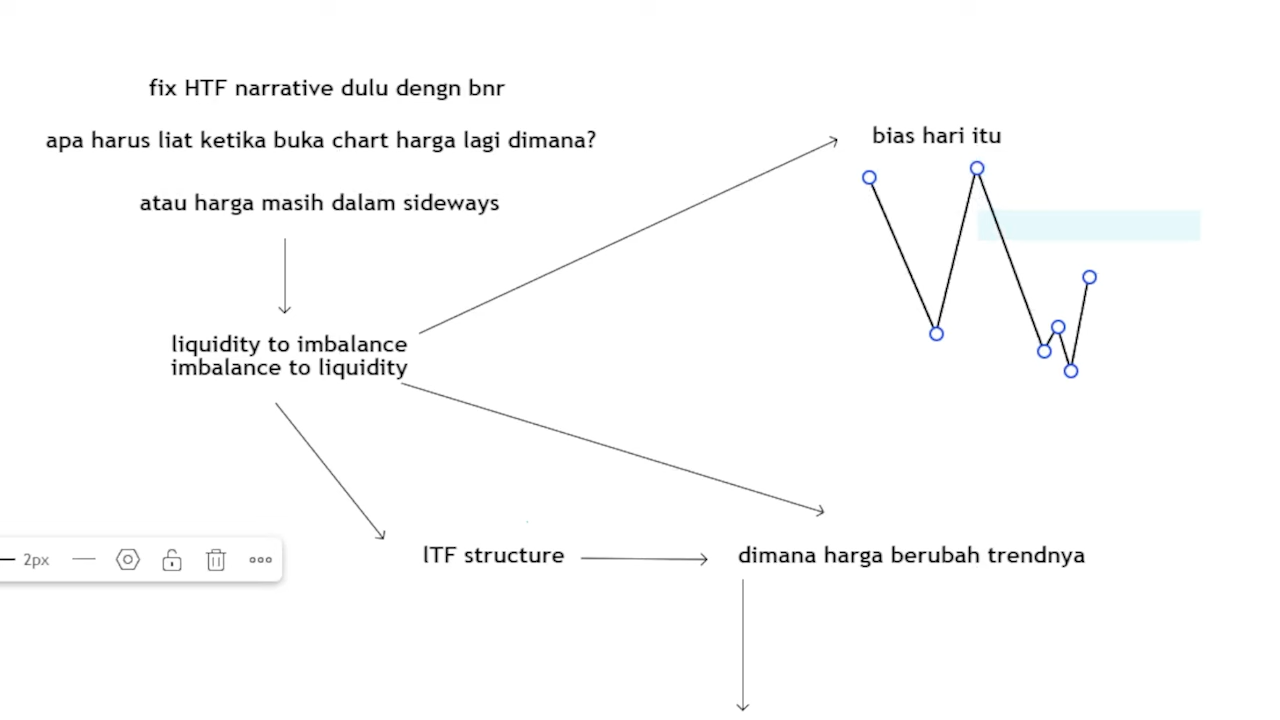 fix HTF narrative dulu dengn bnr
apa harus liat ketika buka chart harga lagi dimana?
bias hari itu
atau harga masih dalam sideways
liquidity to imbalance
imbalance to liquidity
lTF structure
dimana harga berubah trendnya
2px